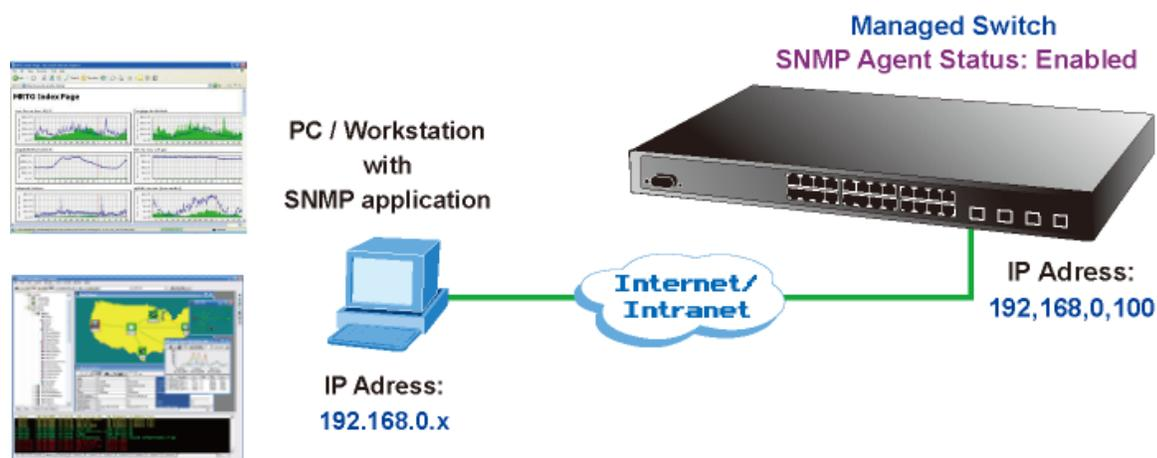 Managed Switch
SNMP Agent Status: Enabled
MRTG Index Page
PC / Workstation
with
SNMP application
Internet/
Intranet
IP Adress:
192,168,0,100
IP Adress:
192.168.0.x